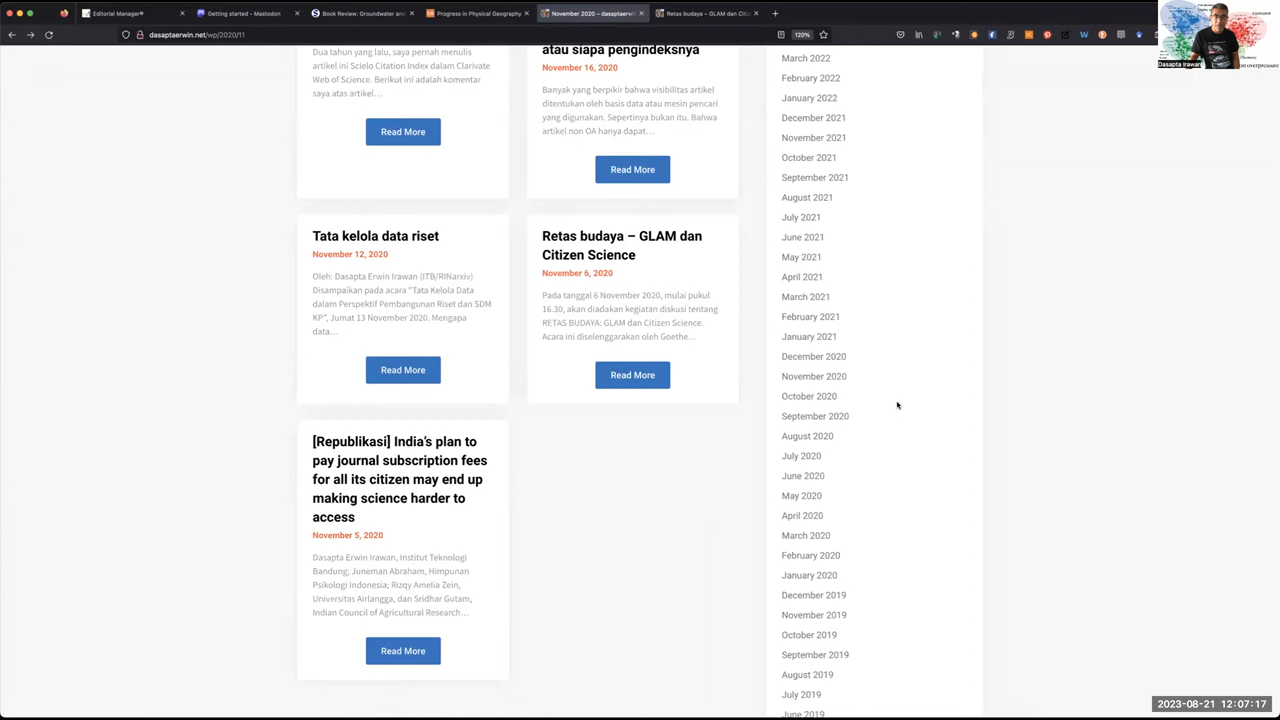 Editorial Manager®
Getting started - Mastodon
Book Review: Groundwater and
Progress in Physical Geography
November 2020 – dasaptaerwin
Retas budaya – GLAM dan Citiz
dasaptaerwin.net/wp/2020/11
120%
Dasapta Irawan
Dua tahun yang lalu, saya pernah menulis
artikel ini Scielo Citation Index dalam Clarivate
Web of Science. Berikut ini adalah komentar
saya atas artikel…
Read More
atau siapa pengindeksnya
November 16, 2020
Banyak yang berpikir bahwa visibilitas artikel
ditentukan oleh basis data atau mesin pencari
yang digunakan. Sepertinya bukan itu. Bahwa
artikel non OA hanya dapat…
Read More
Tata kelola data riset
November 12, 2020
Oleh: Dasapta Erwin Irawan (ITB/RINarxiv)
Disampaikan pada acara “Tata Kelola Data
dalam Perspektif Pembangunan Riset dan SDM
KP”, Jumat 13 November 2020. Mengapa
data…
Read More
Retas budaya – GLAM dan
Citizen Science
November 6, 2020
Pada tanggal 6 November 2020, mulai pukul
16.30, akan diadakan kegiatan diskusi tentang
RETAS BUDAYA: GLAM dan Citizen Science.
Acara ini diselenggarakan oleh Goethe…
Read More
[Republikasi] India’s plan to
pay journal subscription fees
for all its citizen may end up
making science harder to
access
November 5, 2020
Dasapta Erwin Irawan, Institut Teknologi
Bandung; Juneman Abraham, Himpunan
Psikologi Indonesia; Rizqy Amelia Zein,
Universitas Airlangga, dan Sridhar Gutam,
Indian Council of Agricultural Research…
Read More
March 2022
February 2022
January 2022
December 2021
November 2021
October 2021
September 2021
August 2021
July 2021
June 2021
May 2021
April 2021
March 2021
February 2021
January 2021
December 2020
November 2020
October 2020
September 2020
August 2020
July 2020
June 2020
May 2020
April 2020
March 2020
February 2020
January 2020
December 2019
November 2019
October 2019
September 2019
August 2019
July 2019
June 2019
2023-08-21 12:07:17